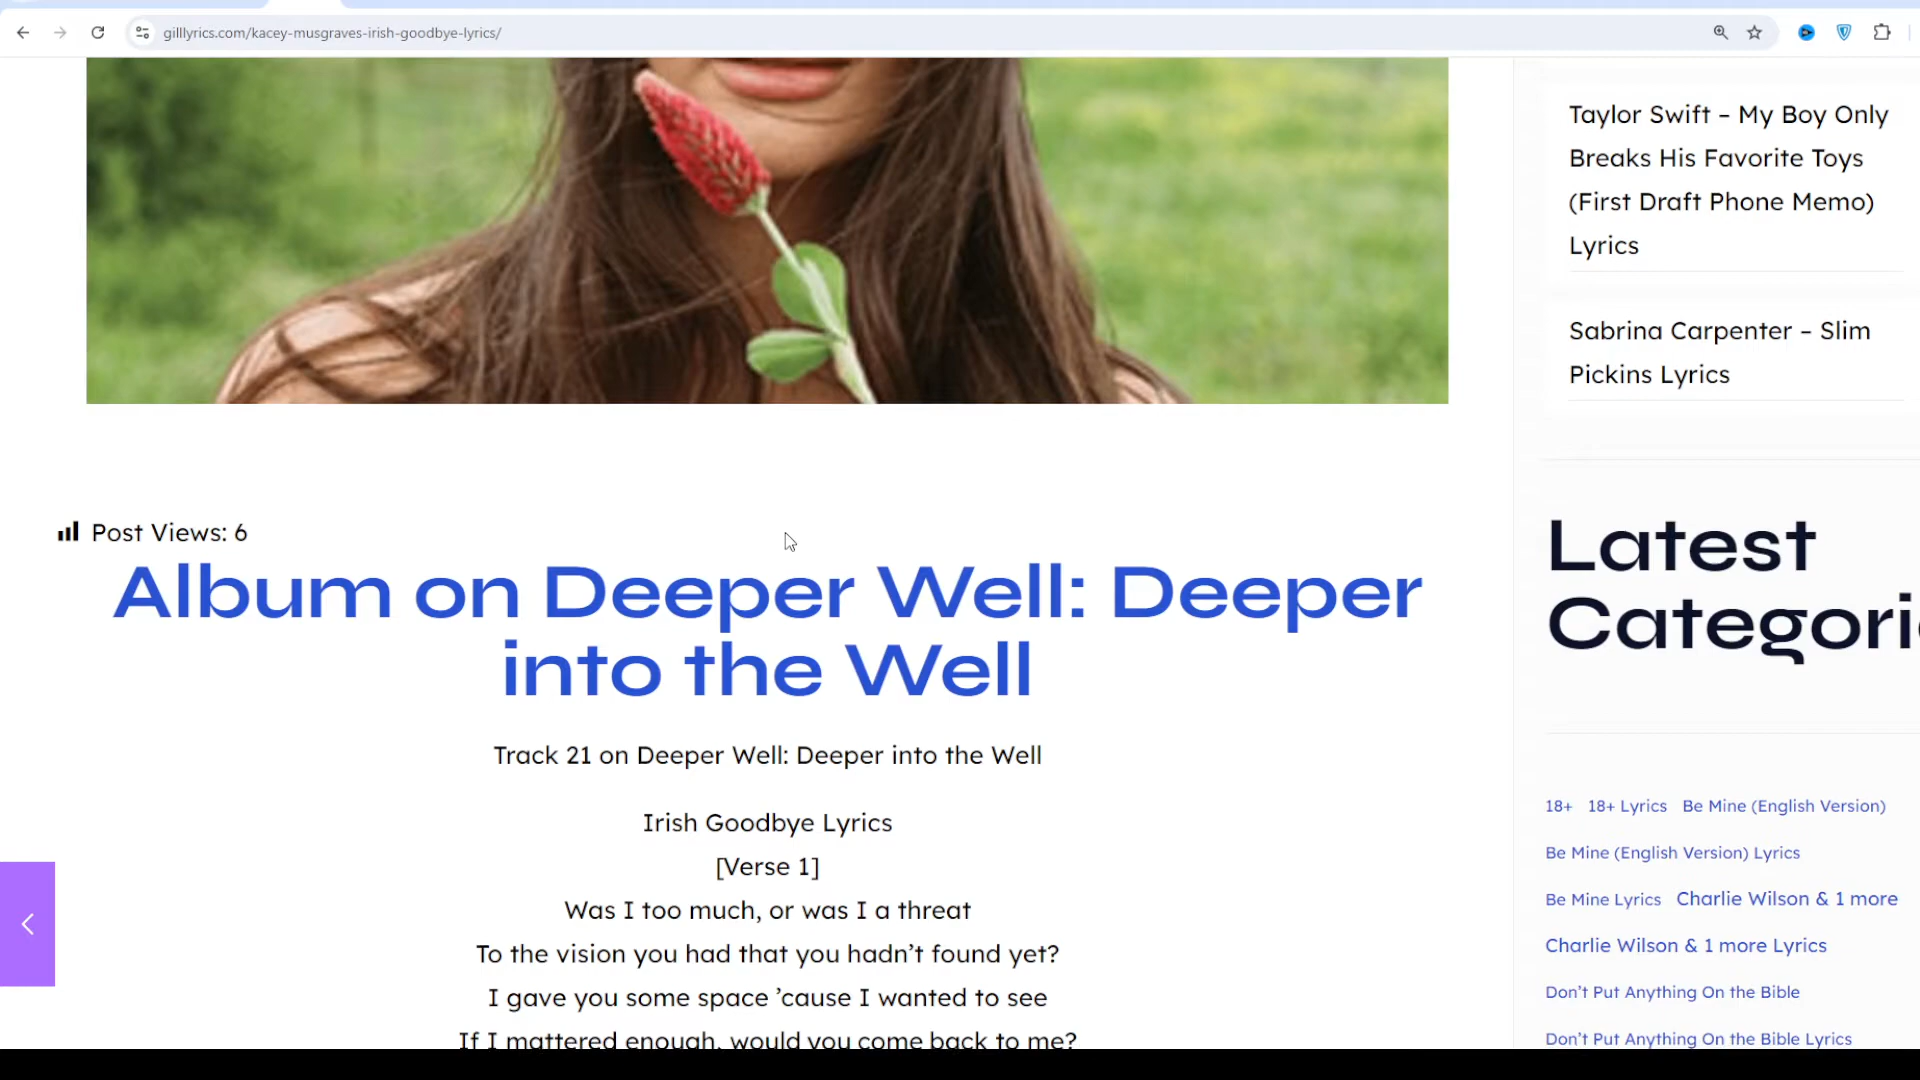 gilllyrics.com/kacey-musgraves-irish-goodbye-lyrics/
Taylor Swift – My Boy Only
Breaks His Favorite Toys
(First Draft Phone Memo)
Lyrics
Sabrina Carpenter – Slim
Pickins Lyrics
Post Views: 6
Album on Deeper Well: Deeper
into the Well
Track 21 on Deeper Well: Deeper into the Well
Irish Goodbye Lyrics
[Verse 1]
Was I too much, or was I a threat
To the vision you had that you hadn’t found yet?
I gave you some space ’cause I wanted to see
If I mattered enough, would you come back to me?
Latest
Categori
18+ 18+ Lyrics Be Mine (English Version)
Be Mine (English Version) Lyrics
Be Mine Lyrics Charlie Wilson & 1 more
Charlie Wilson & 1 more Lyrics
Don’t Put Anything On the Bible
Don’t Put Anything On the Bible Lyrics